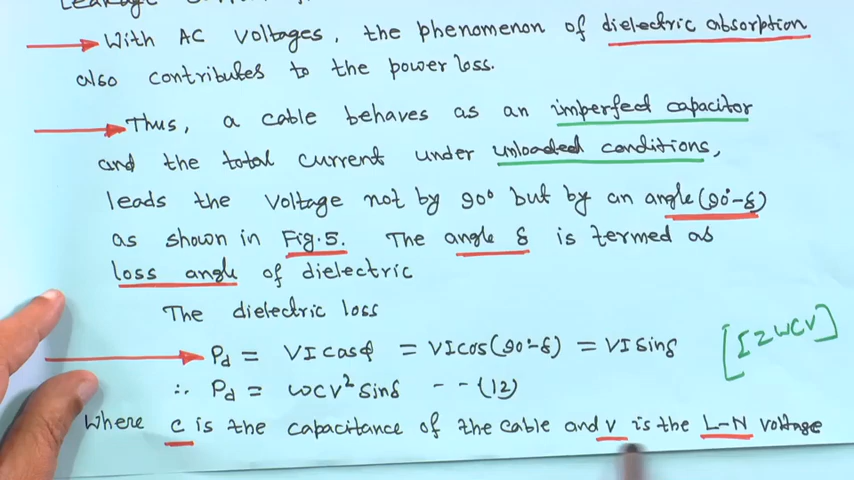 Leakage
With AC voltages, the phenomenon of dielectric absorption
also contributes to the power loss.
Thus, a cable behaves as an imperfect capacitor
and the total current under unloaded conditions,
leads the voltage not by 90° but by an angle (90°-δ)
as shown in Fig.5. The angle δ is termed as
loss angle of dielectric
The dielectric loss
Pd = VI cosϕ = VI cos(90°-δ) = VI sinδ
[I=ωCV]
∴ Pd = ωCV² sinδ --(12)
Where C is the capacitance of the cable and V is the L-N voltage